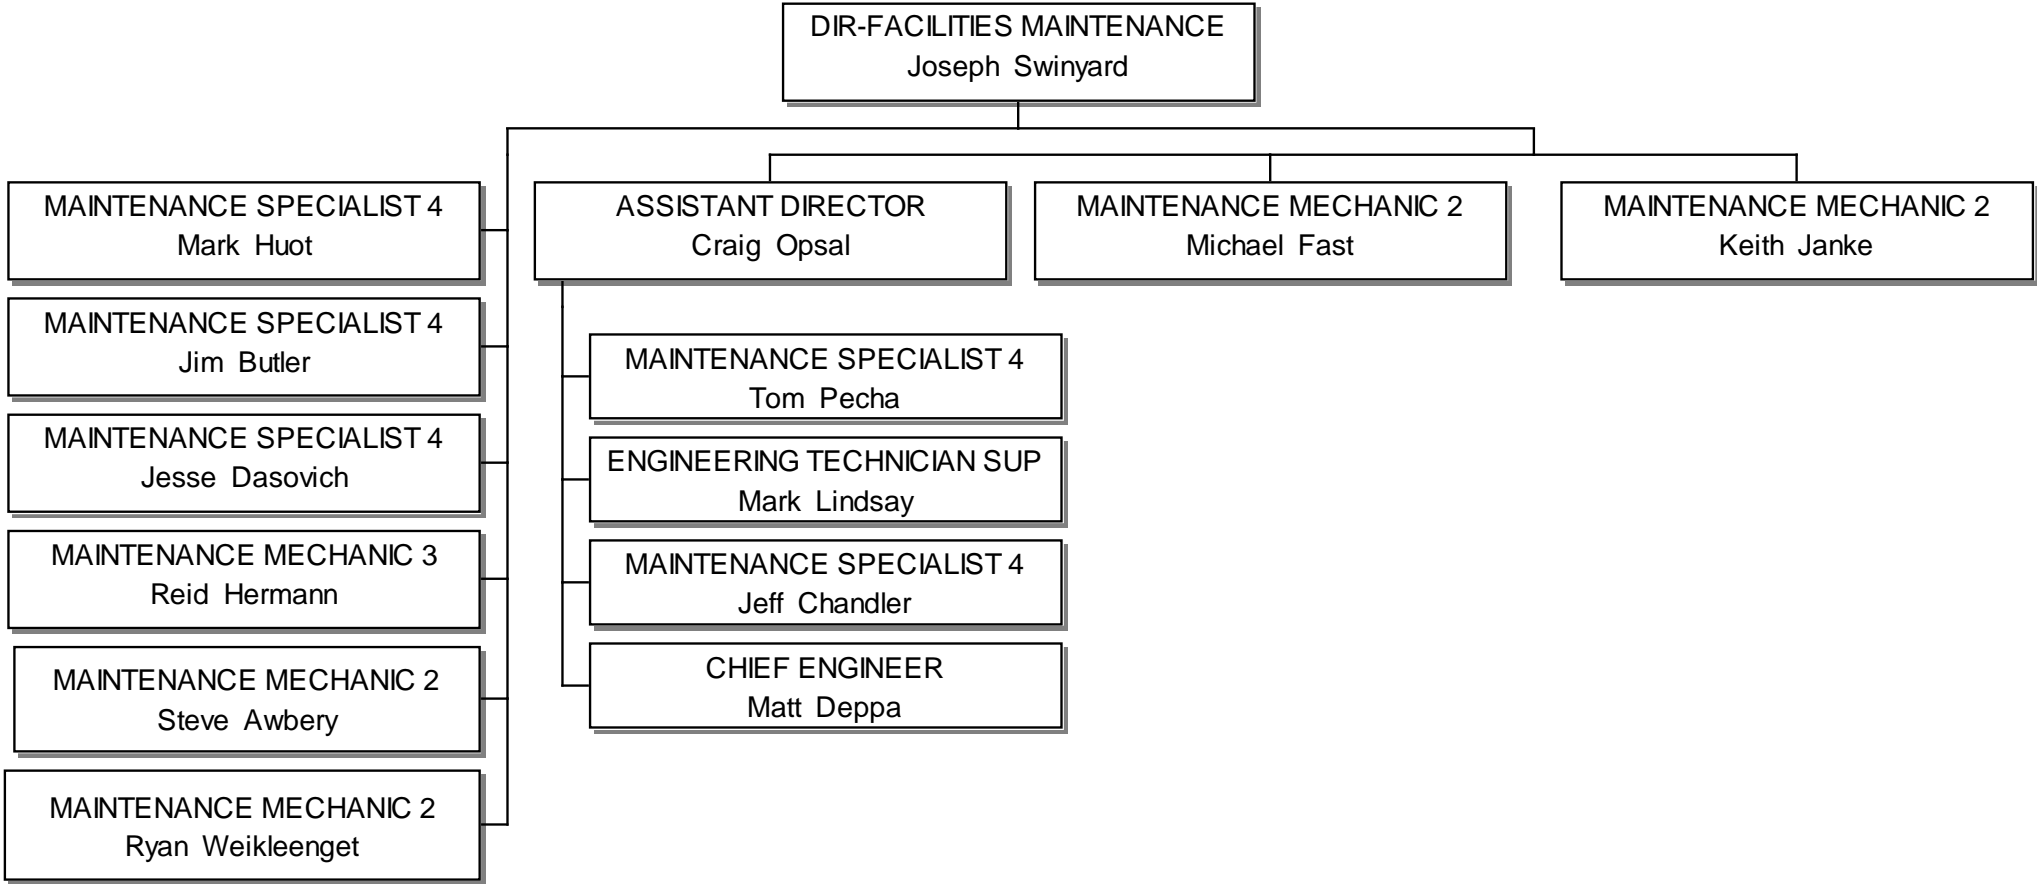 DIR-FACILITIES MAINTENANCE
Joseph Swinyard
MAINTENANCE SPECIALIST 4
Mark Huot
MAINTENANCE SPECIALIST 4
Jim Butler
MAINTENANCE SPECIALIST 4
Jesse Dasovich
MAINTENANCE MECHANIC 3
Reid Hermann
MAINTENANCE MECHANIC 2
Steve Awbery
MAINTENANCE MECHANIC 2
Ryan Weikleenget
ASSISTANT DIRECTOR
Craig Opsal
MAINTENANCE SPECIALIST 4
Tom Pecha
ENGINEERING TECHNICIAN SUP
Mark Lindsay
MAINTENANCE SPECIALIST 4
Jeff Chandler
CHIEF ENGINEER
Matt Deppa
MAINTENANCE MECHANIC 2
Michael Fast
MAINTENANCE MECHANIC 2
Keith Janke